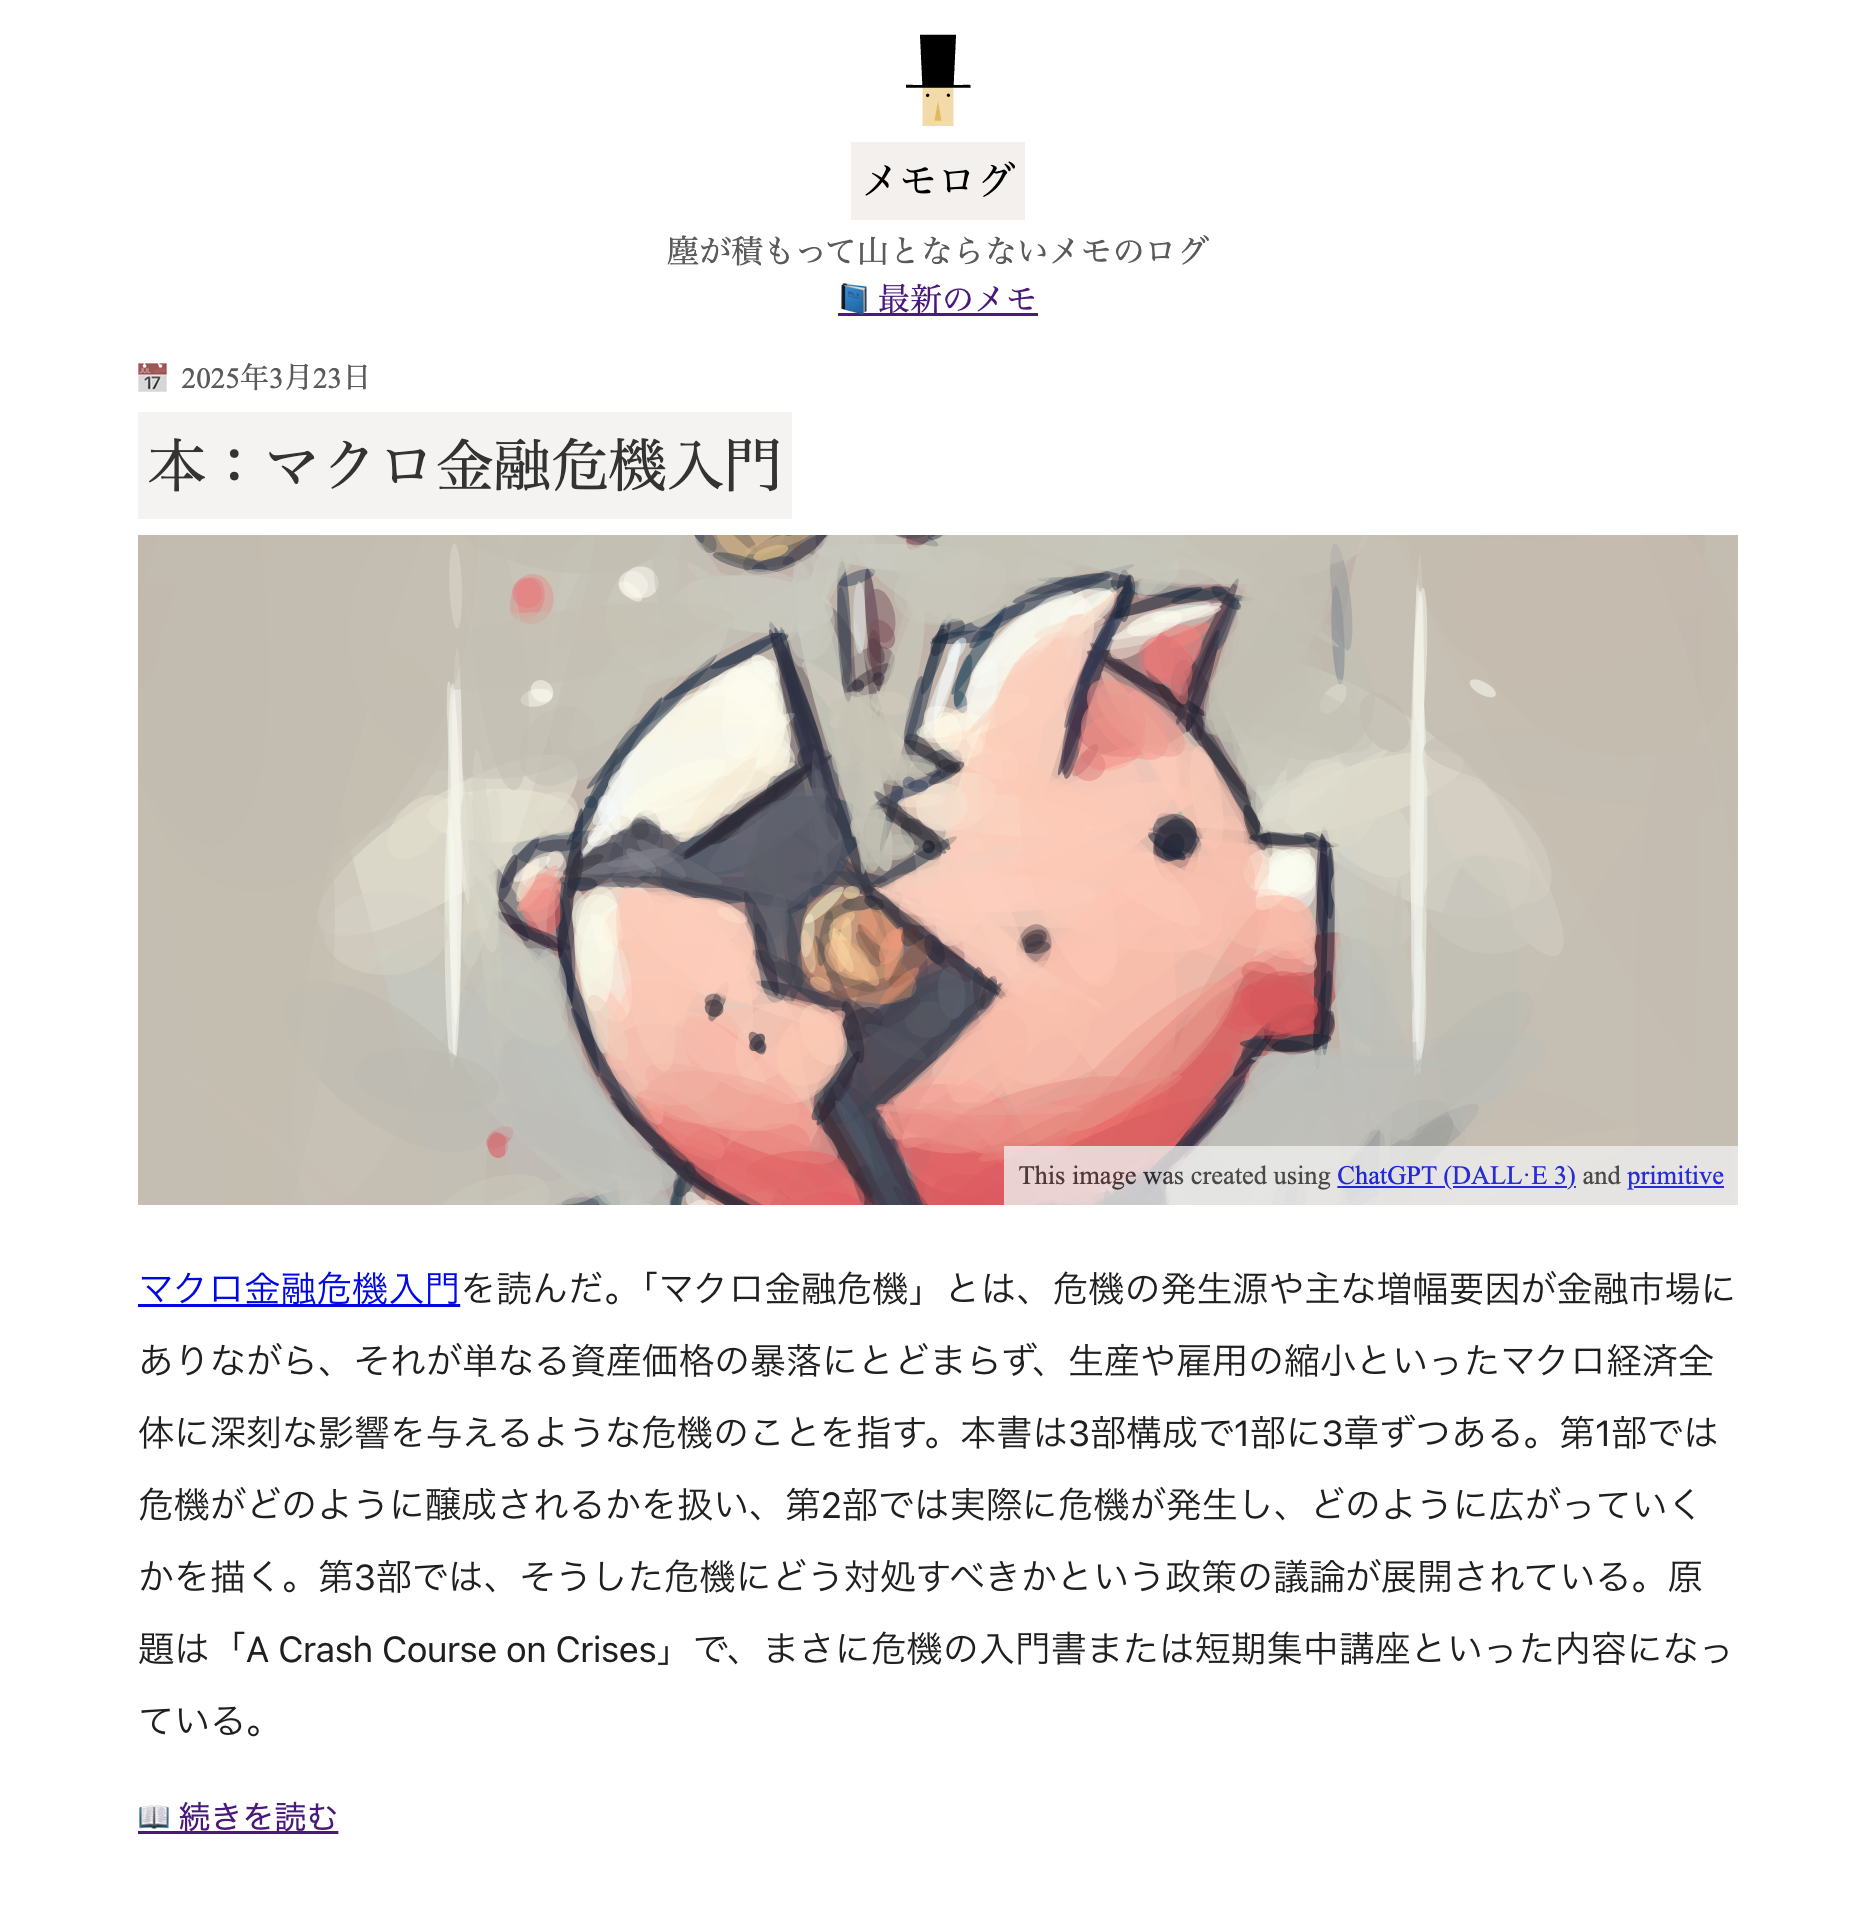 メモログ
塵が積もって山とならないメモのログ
📘 最新のメモ
📅 2025年3月23日
本：マクロ金融危機入門
This image was created using ChatGPT (DALL·E 3) and primitive
マクロ金融危機入門を読んだ。「マクロ金融危機」とは、危機の発生源や主な増幅要因が金融市場に
ありながら、それが単なる資産価格の暴落にとどまらず、生産や雇用の縮小といったマクロ経済全
体に深刻な影響を与えるような危機のことを指す。本書は3部構成で1部に3章ずつある。第1部では
危機がどのように醸成されるかを扱い、第2部では実際に危機が発生し、どのように広がっていく
かを描く。第3部では、そうした危機にどう対処すべきかという政策の議論が展開されている。原
題は「A Crash Course on Crises」で、まさに危機の入門書または短期集中講座といった内容になっ
ている。
📖 続きを読む